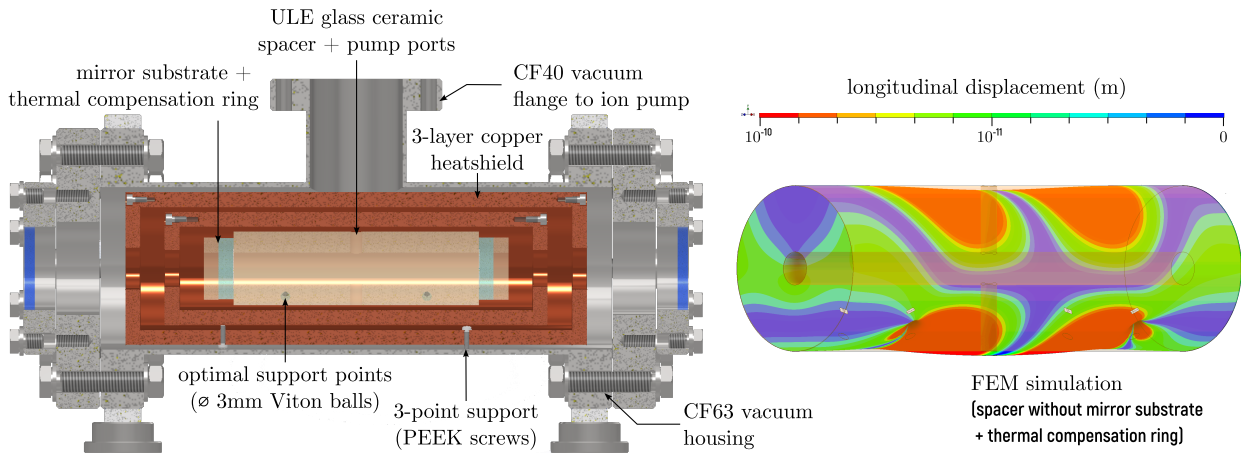 ULE glass ceramic
spacer + pump ports
mirror substrate +
thermal compensation ring
CF40 vacuum
flange to ion pump
3-layer copper
heatshield
optimal support points
(⌀ 3mm Viton balls)
3-point support
(PEEK screws)
CF63 vacuum
housing
longitudinal displacement (m)
10⁻¹⁰
10⁻¹¹
0
FEM simulation
(spacer without mirror substrate
+ thermal compensation ring)